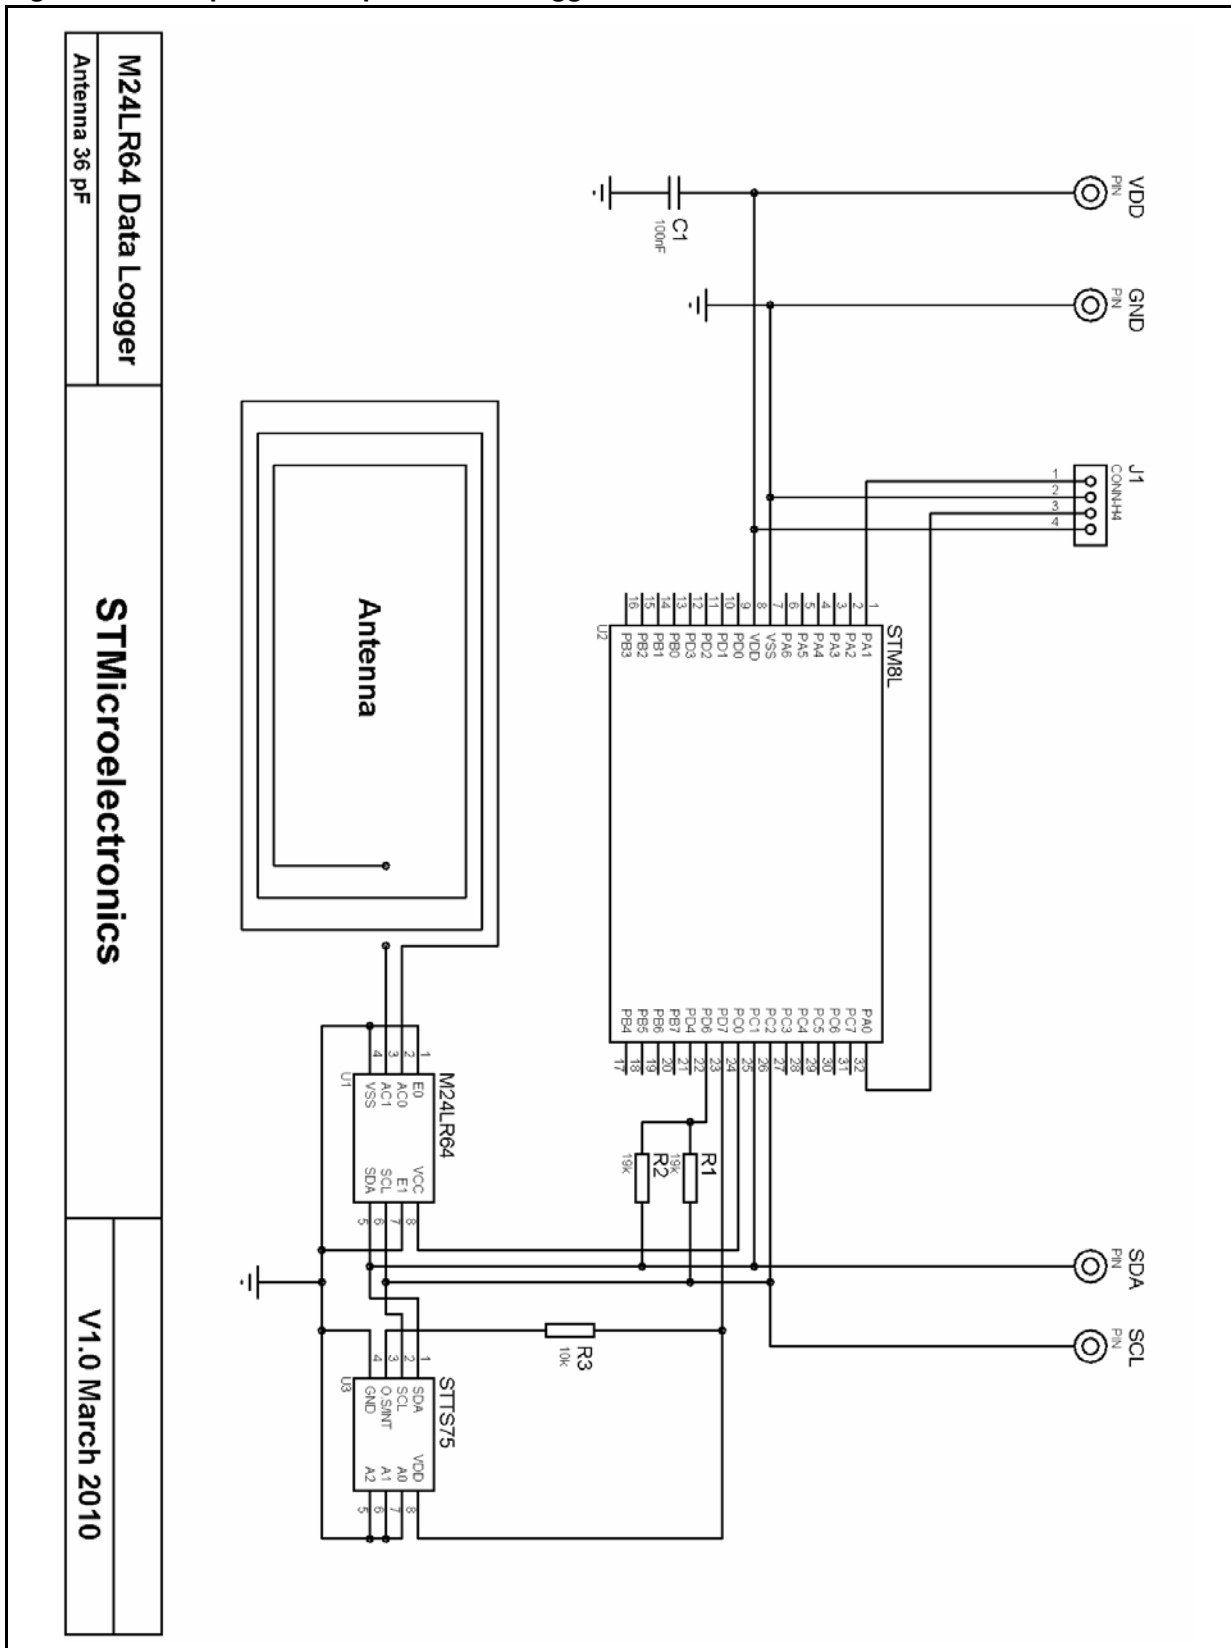 VDD
PIN
GND
PIN
J1
CONN-H4
1
2
3
4
SDA
PIN
SCL
PIN
C1
100nF
STM8L
U2
1
2
3
4
5
6
7
8
9
10
11
12
13
14
15
16
PA1
PA2
PA3
PA4
PA5
PA6
VSS
VDD
PD0
PD1
PD2
PD3
PB0
PB1
PB2
PB3
PA0
PC7
PC6
PC5
PC4
PC3
PC2
PC1
PC0
PD7
PD6
PD4
PB7
PB6
PB5
PB4
32
31
30
29
28
27
26
25
24
23
22
21
20
19
18
17
R1
19k
R2
19k
R3
10k
Antenna
M24LR64
U1
1
2
3
4
E0
AC0
AC1
VSS
VCC
E1
SCL
SDA
8
7
6
5
STTS75
U3
1
2
3
4
SDA
SCL
O.S/INT
GND
VDD
A0
A1
A2
8
7
6
5
M24LR64 Data Logger
Antenna 36 pF
STMicroelectronics
V1.0 March 2010